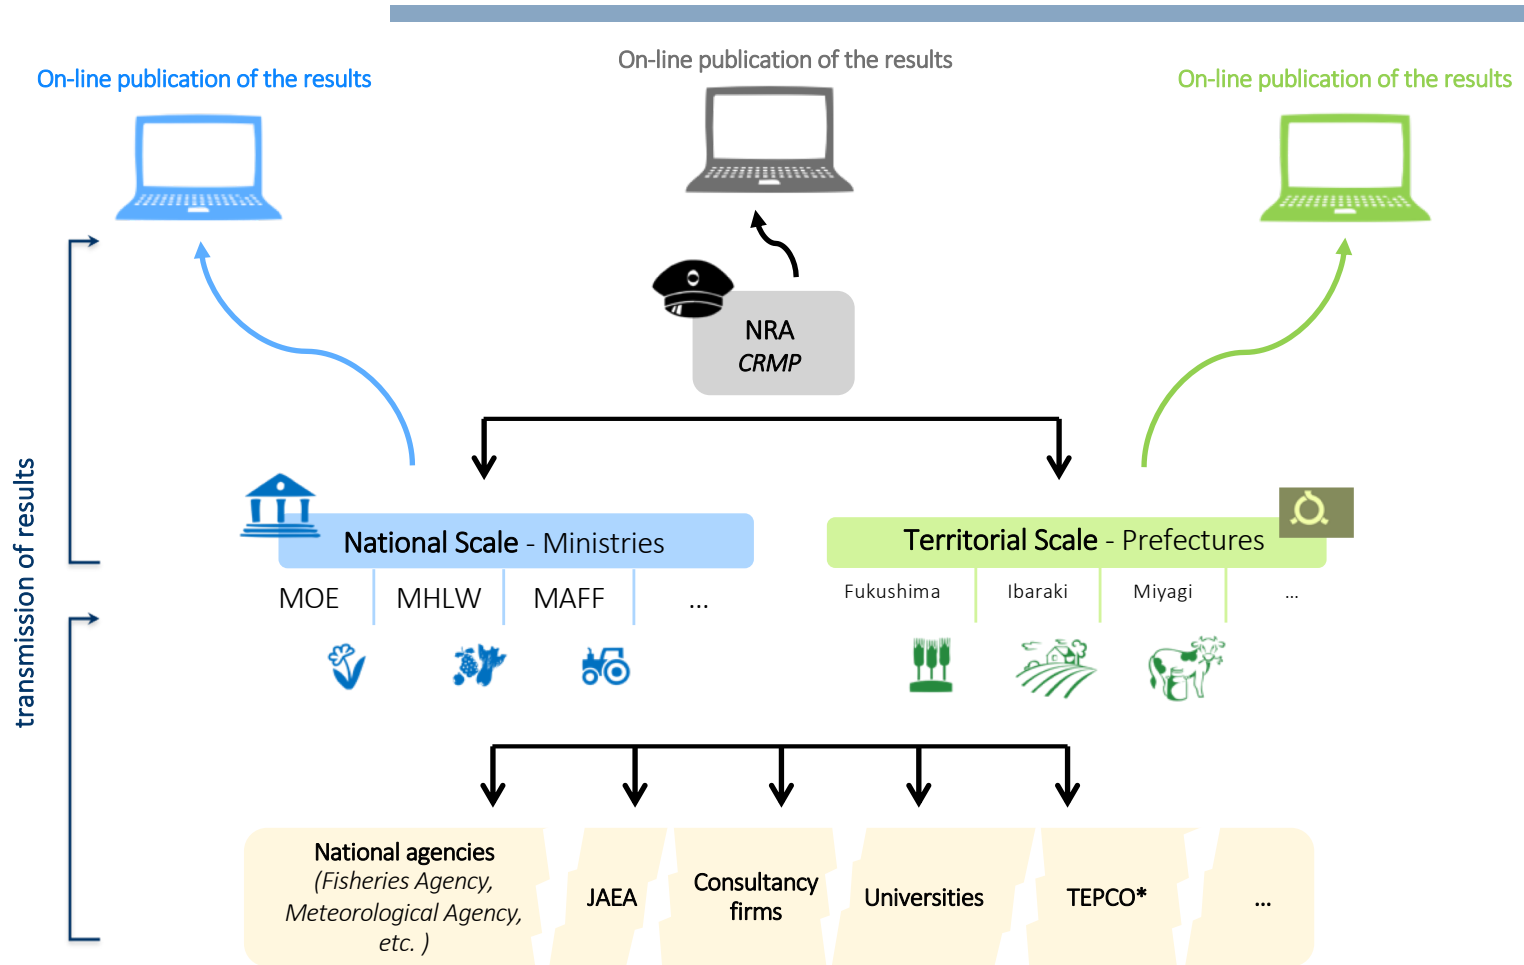 On-line publication of the results
On-line publication of the results
On-line publication of the results
NRA
CRMP
transmission of results
National Scale - Ministries
Territorial Scale - Prefectures
MOE
MHLW
MAFF
...
Fukushima
Ibaraki
Miyagi
...
National agencies
(Fisheries Agency,
Meteorological Agency,
etc. )
JAEA
Consultancy
firms
Universities
TEPCO*
...